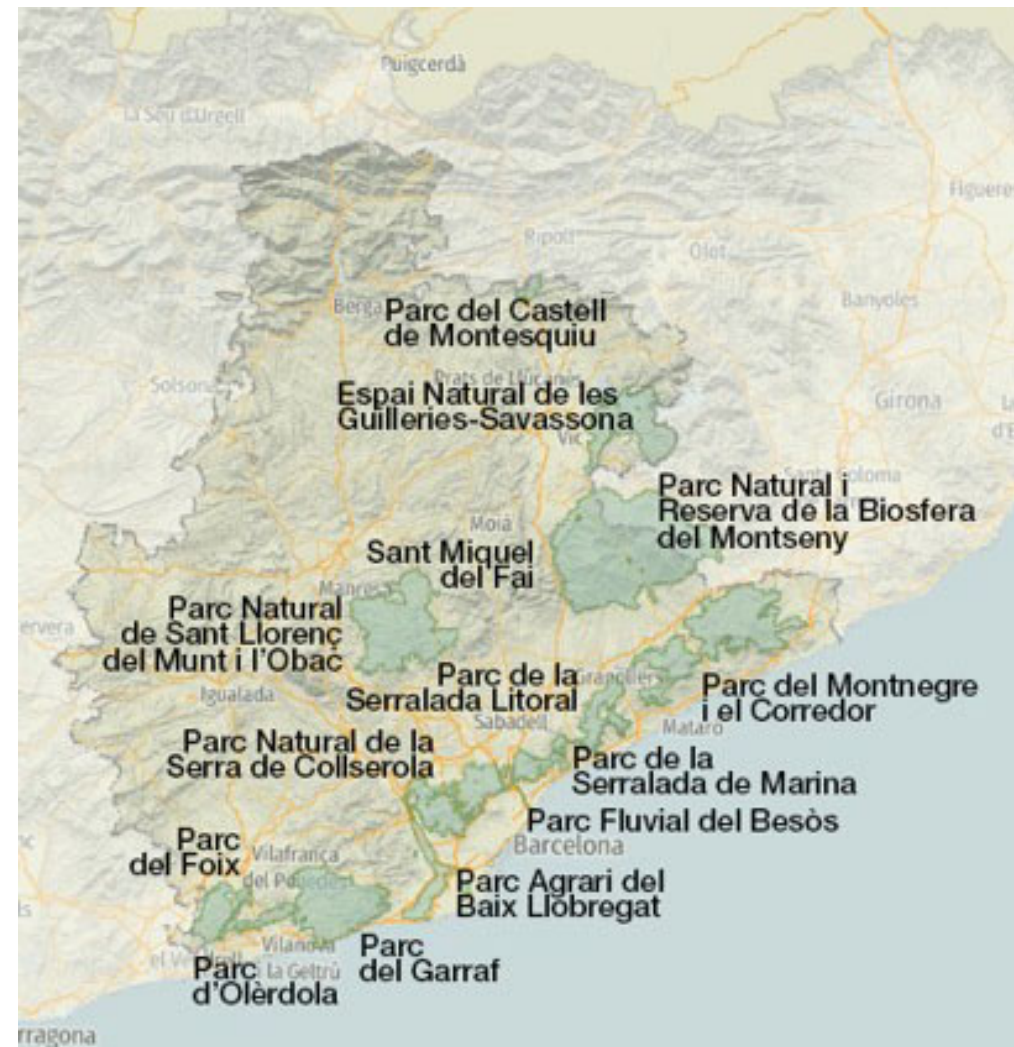 Puigcerdà
La Seu d'Urgell
Figueres
Ripoll
Olot
Berga
Banyoles
Parc del Castell
de Montesquiu
Prats de Lluçanès
Solsona
Espai Natural de les
Guilleries-Savassona
Girona
Vic
Santa Coloma
Parc Natural i
Reserva de la Biosfera
del Montseny
Moià
Sant Miquel
del Fai
Manresa
Parc Natural
de Sant Llorenç
del Munt i l'Obac
ervera
Parc de la
Serralada Litoral
Granollers
Parc del Montnegre
i el Corredor
Igualada
Sabadell
Mataró
Parc Natural de la
Serra de Collserola
Parc de la
Serralada de Marina
Parc Fluvial del Besòs
Barcelona
Parc
del Foix
Vilafranca
del Penedès
Parc Agrari del
Baix Llobregat
Vilanova
i la Geltrú
el Vendrell
Parc
del Garraf
Parc
d'Olèrdola
rragona